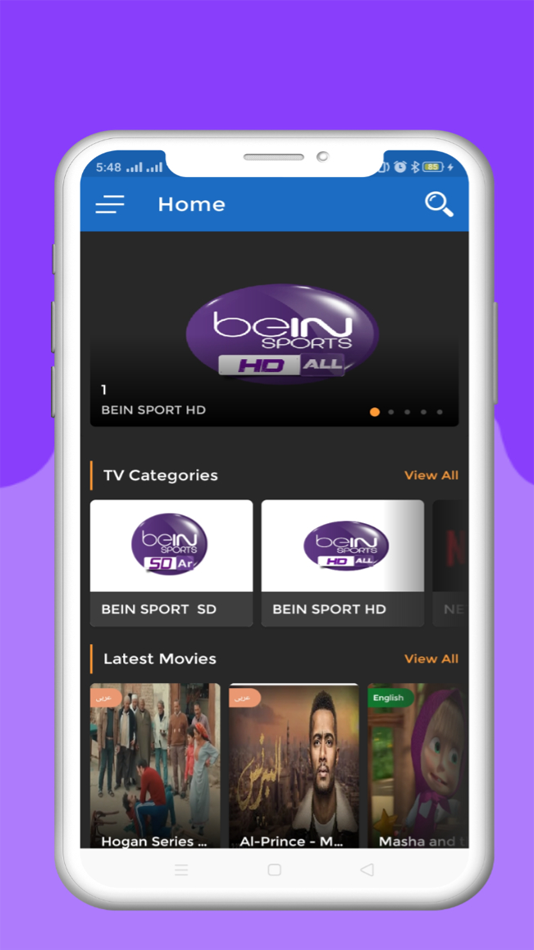 5:48
85
Home
beIN
SPORTS
HD ALL
1
BEIN SPORT HD
TV Categories
View All
beIN
SPORTS
SD Ar
beIN
SPORTS
HD ALL
BEIN SPORT  SD
BEIN SPORT HD
NE
Latest Movies
View All
عربي
عربي
English
البرنس
Hogan Series ...
Al-Prince - M...
Masha and t